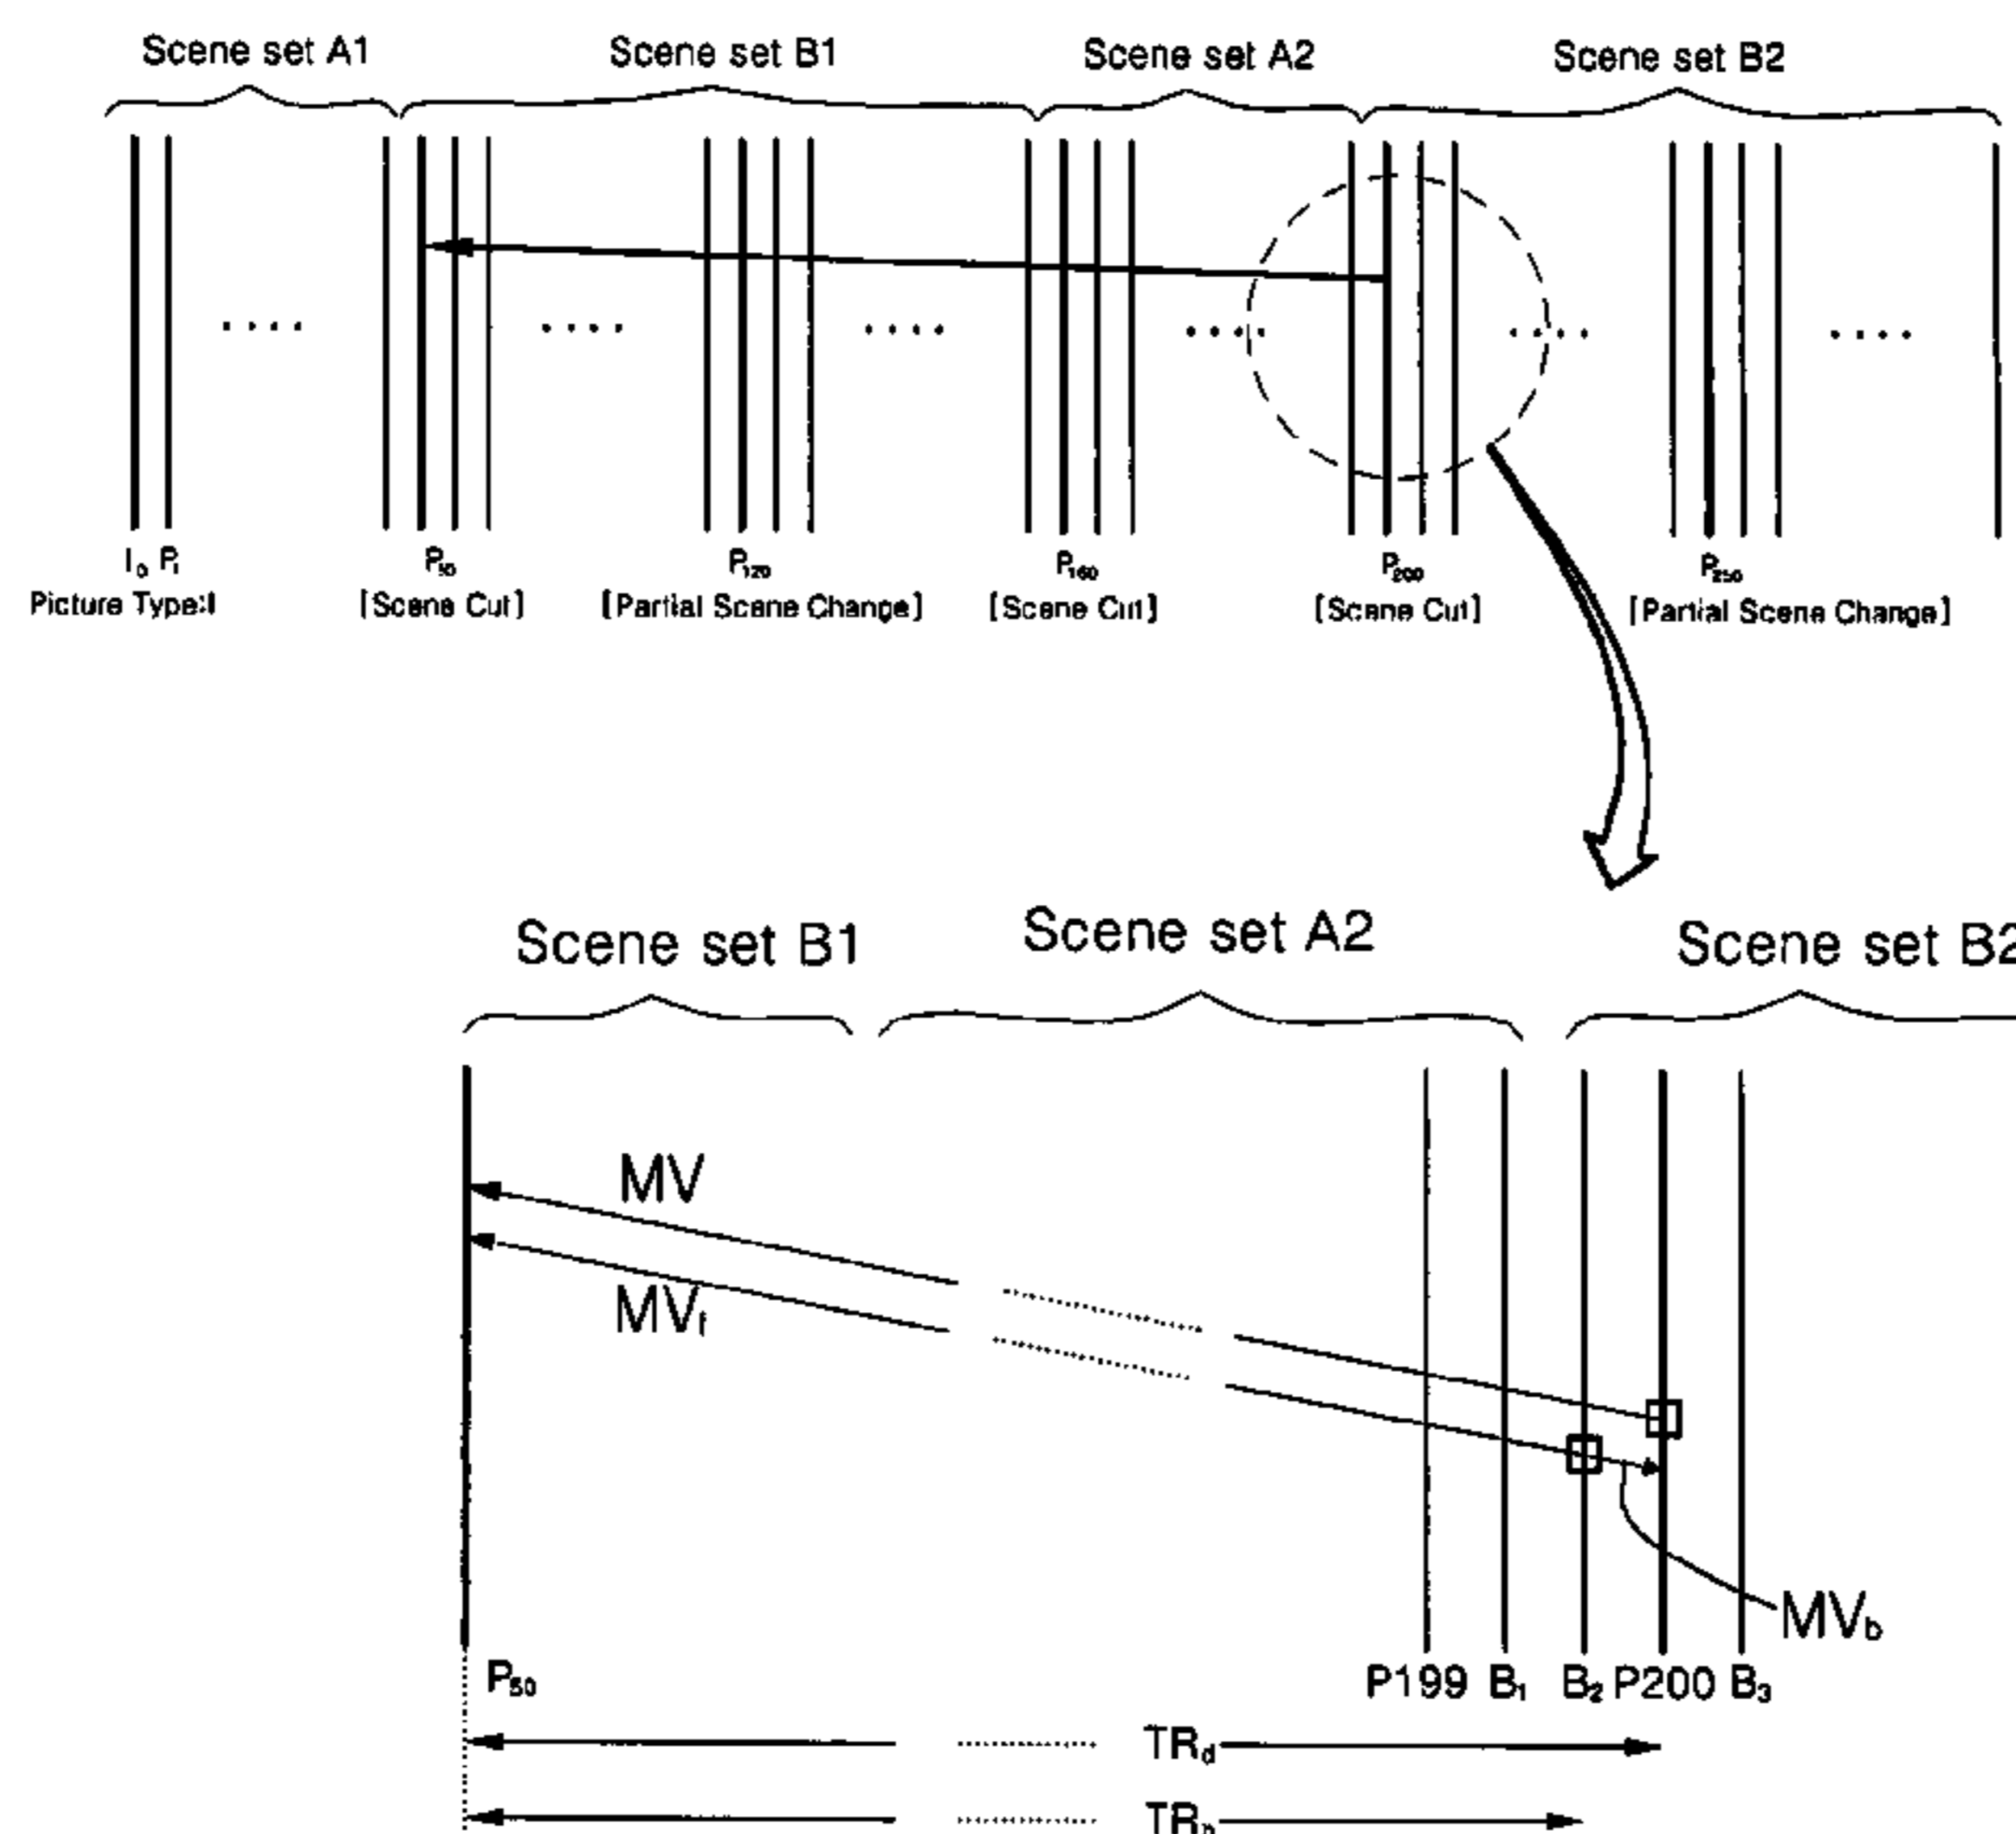 Scene set A1 Scene set B1 Scene set A2 Scene set B2
I₀ P₁ P₅₀ P₁₂₀ P₁₆₀ P₂₀₀ P₂₅₀
Picture Type:I [Scene Cut] [Partial Scene Change] [Scene Cut] [Scene Cut] [Partial Scene Change]
Scene set B1 Scene set A2 Scene set B2
MV
MVf
MVb
P₅₀ P199 B₁ B₂ P200 B₃
TRd
TRb